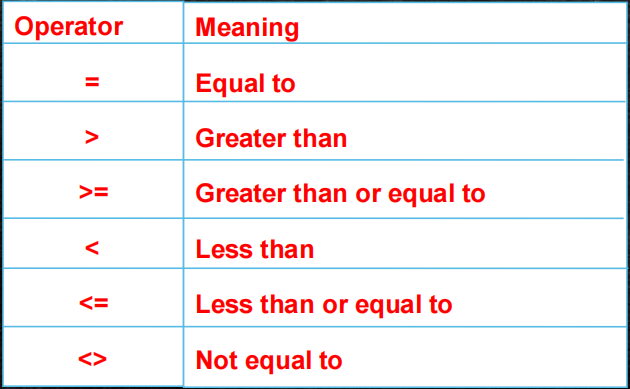 Operator Meaning
= Equal to
> Greater than
>= Greater than or equal to
< Less than
<= Less than or equal to
<> Not equal to